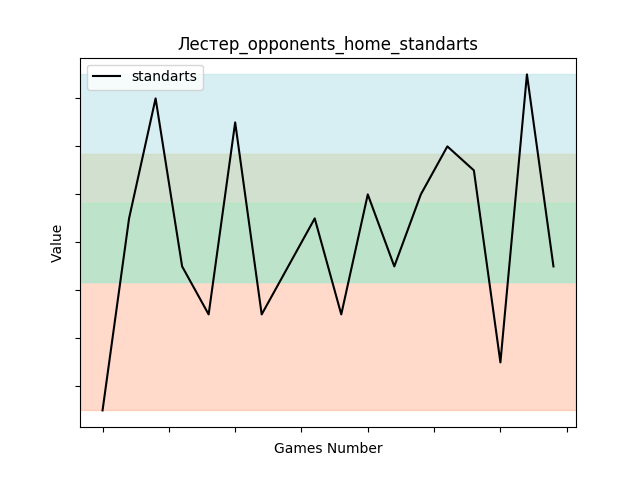 Лестер_opponents_home_standarts
standarts
Value
Games Number